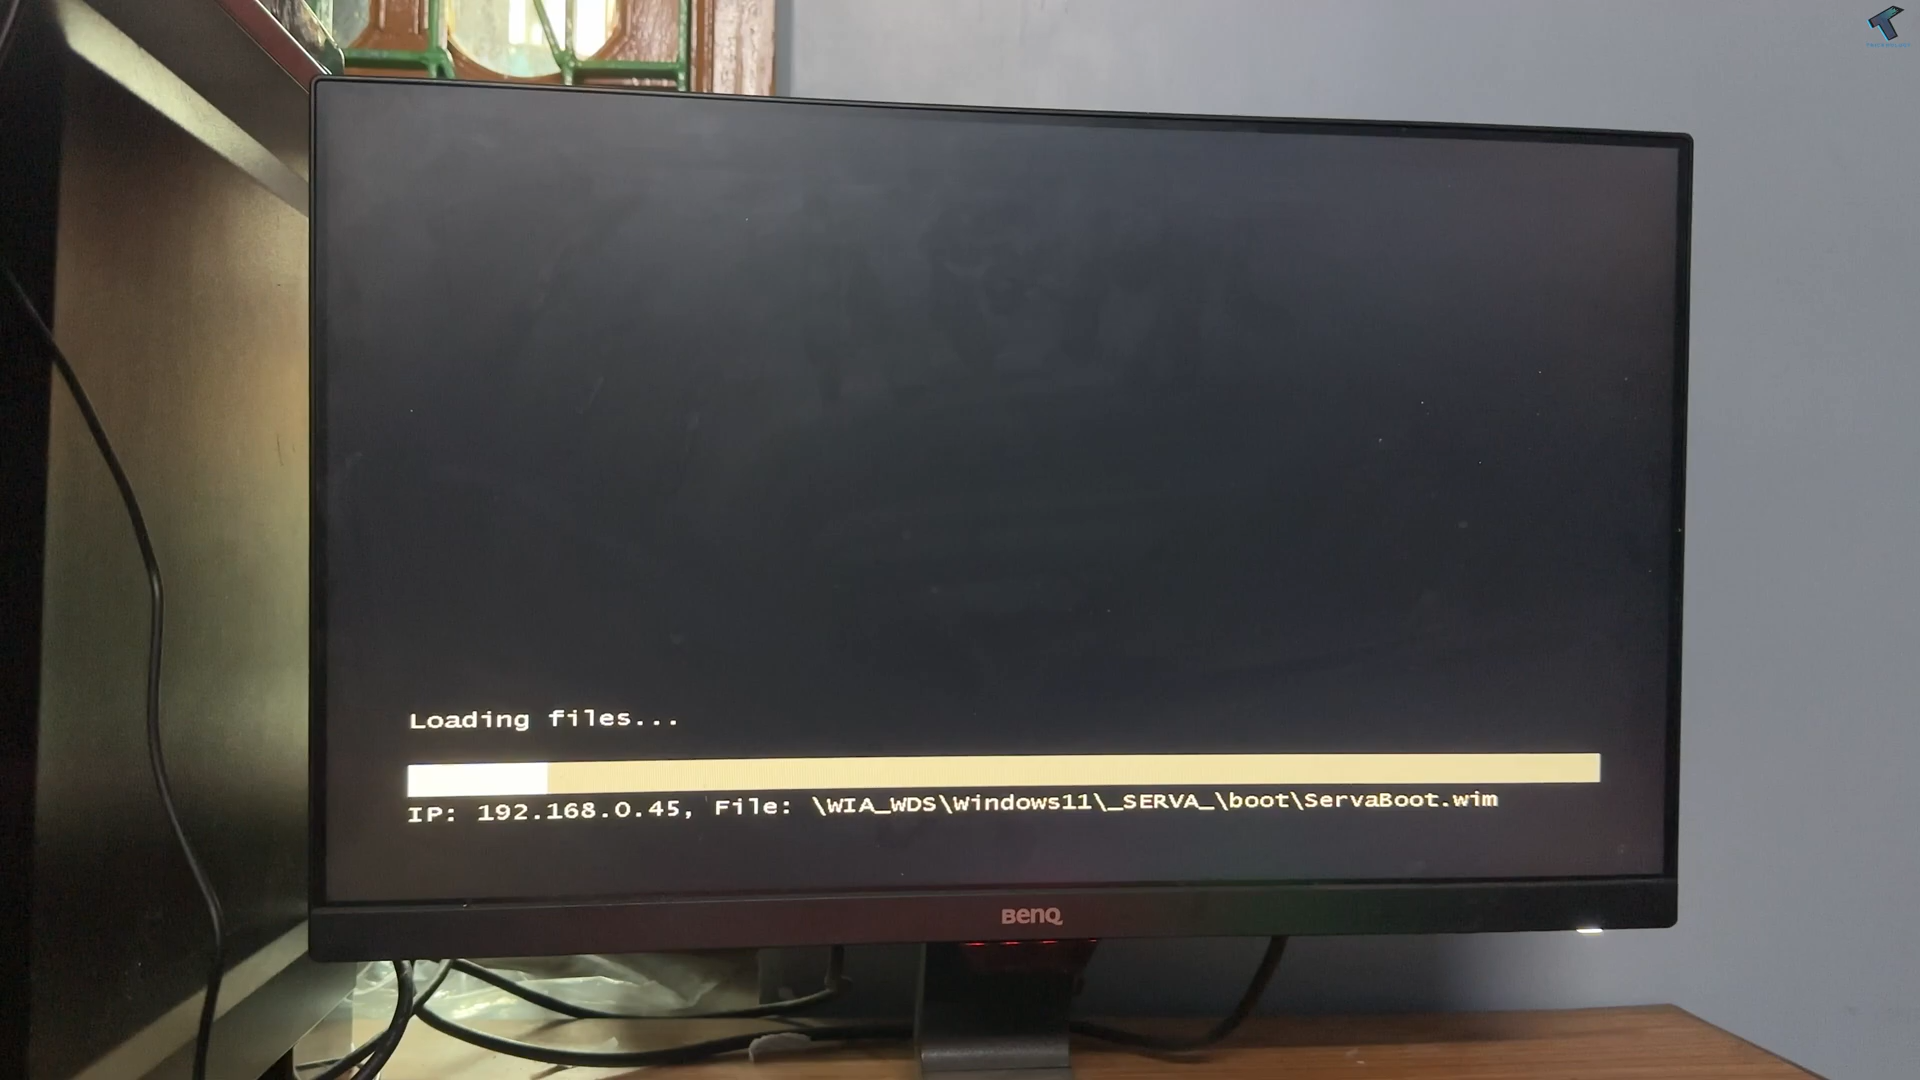 Loading files...
IP: 192.168.0.45, File: \WIA_WDS\Windows11\_SERVA_\boot\ServaBoot.wim
BenQ